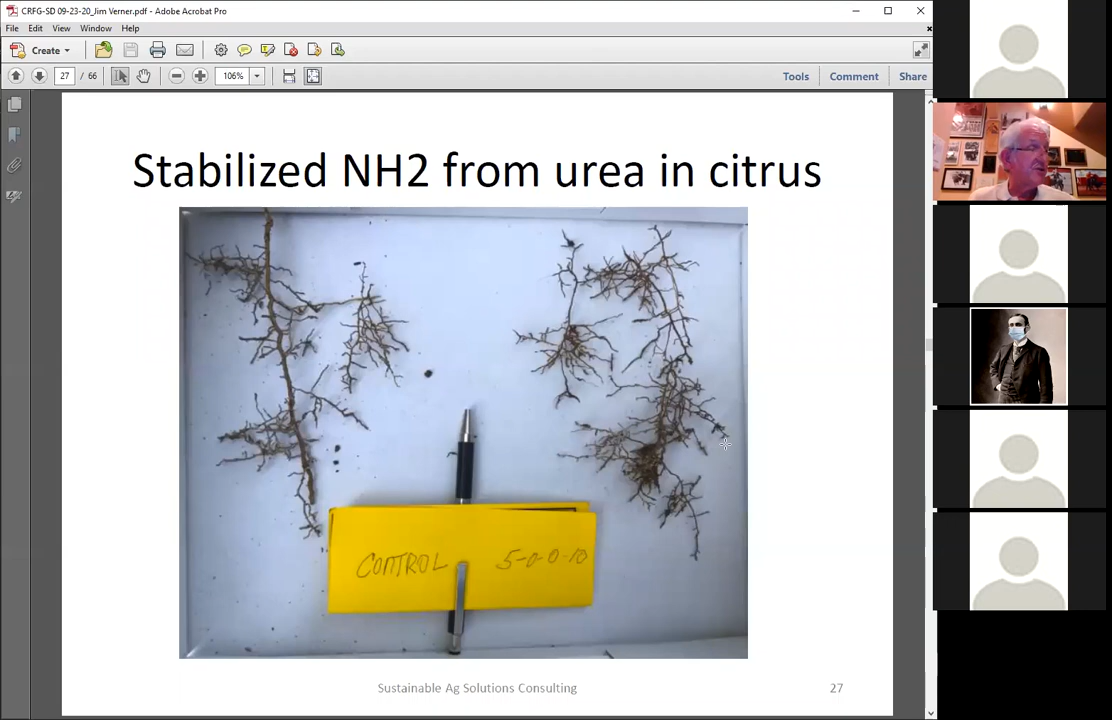 CRFG-SD 09-23-20_Jim Verner.pdf - Adobe Acrobat Pro
File Edit View Window Help
Create
27 / 66 106% Tools Comment Share
Stabilized NH2 from urea in citrus
CONTROL 5-0-0-10
Sustainable Ag Solutions Consulting 27